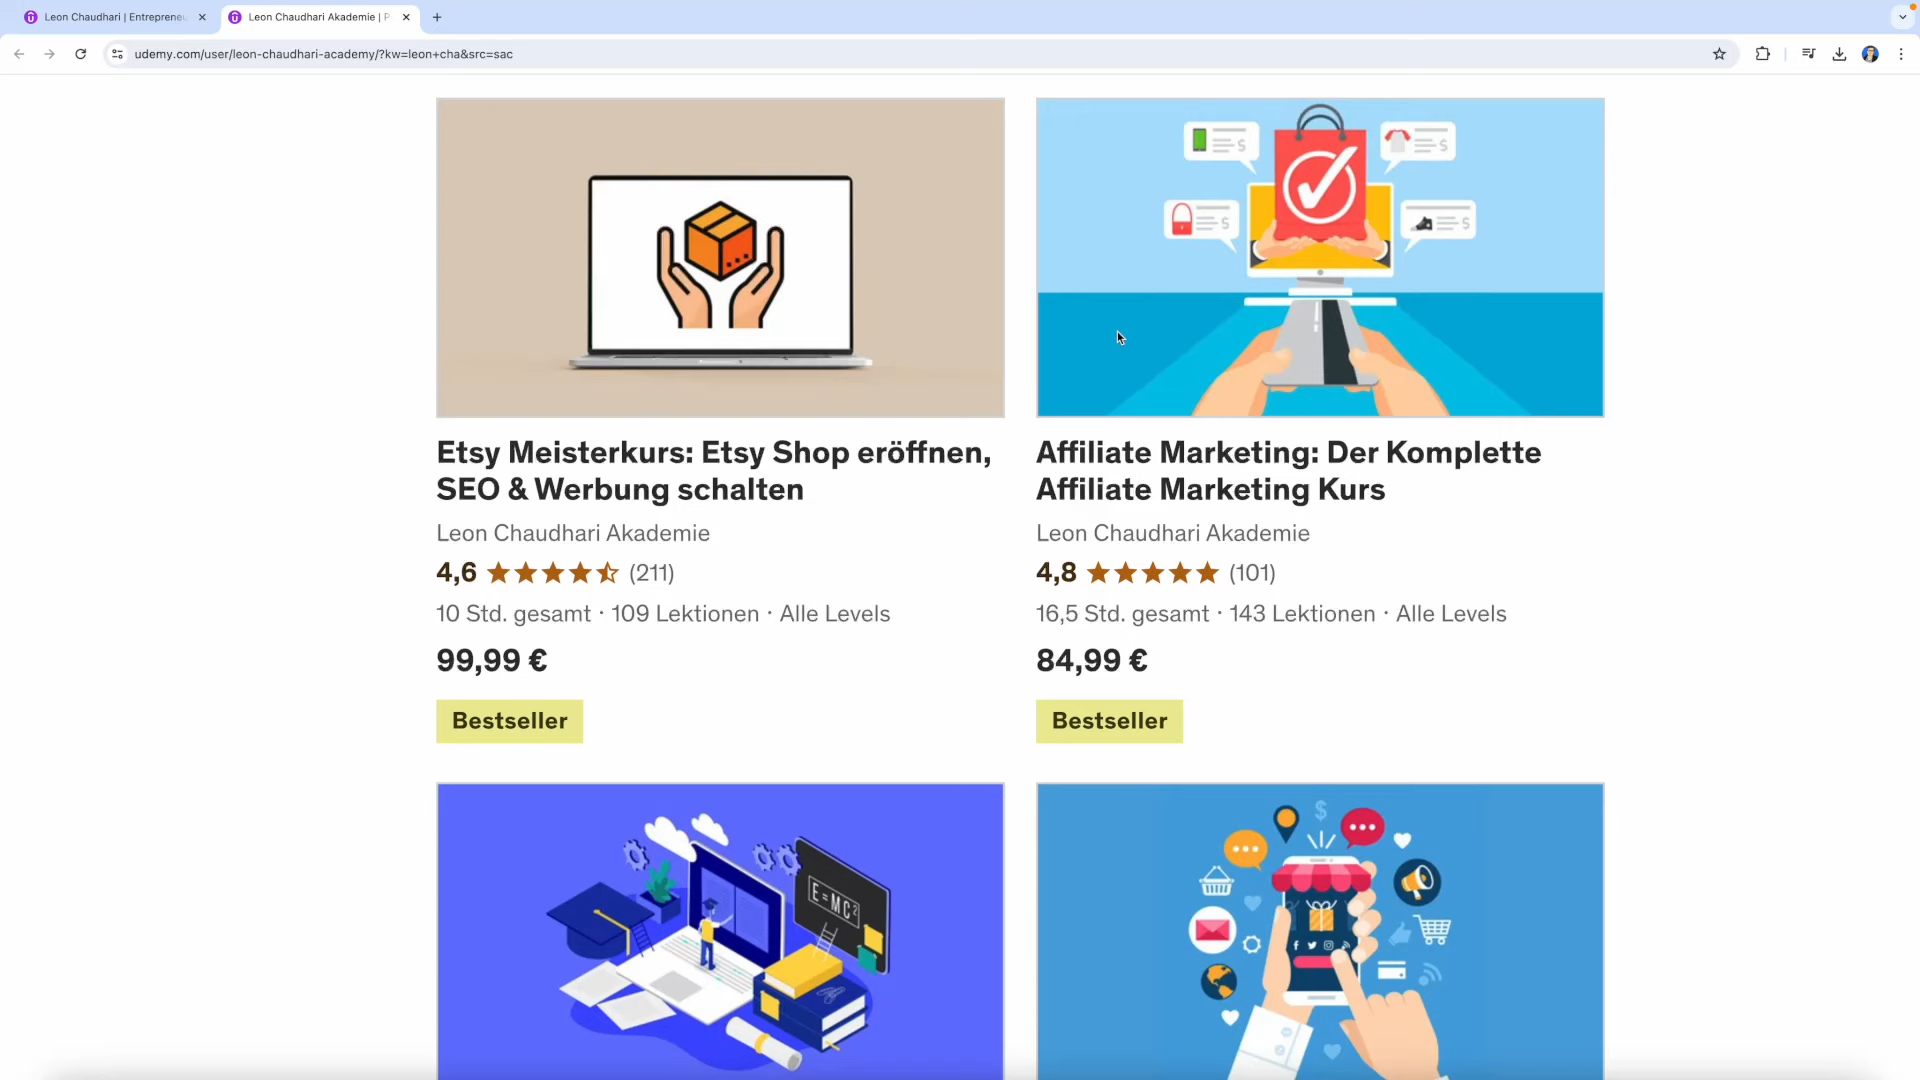 Leon Chaudhari | Entrepreneu
Leon Chaudhari Akademie | P
udemy.com/user/leon-chaudhari-academy/?kw=leon+cha&src=sac
$
$
$
$
Etsy Meisterkurs: Etsy Shop eröffnen,
SEO & Werbung schalten
Leon Chaudhari Akademie
4,6 (211)
10 Std. gesamt · 109 Lektionen · Alle Levels
99,99 €
Bestseller
Affiliate Marketing: Der Komplette
Affiliate Marketing Kurs
Leon Chaudhari Akademie
4,8 (101)
16,5 Std. gesamt · 143 Lektionen · Alle Levels
84,99 €
Bestseller
E=MC²
$